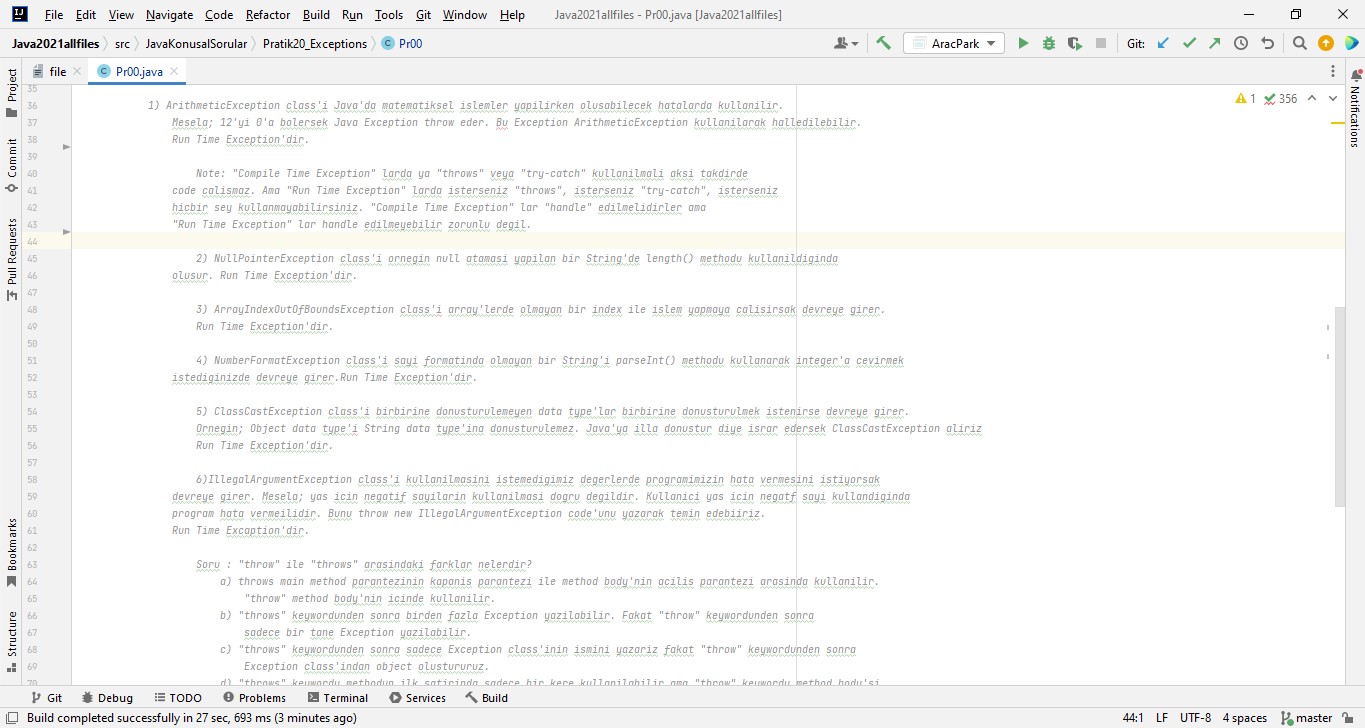 File Edit View Navigate Code Refactor Build Run Tools Git Window Help Java2021allfiles - Pr00.java [Java2021allfiles]
Java2021allfiles src JavaKonusalSorular Pratik20_Exceptions C Pr00 AracPark Git:
file C Pr00.java
Project
Commit
Pull Requests
Bookmarks
Structure
Notifications
1 356
35
36 1) ArithmeticException class'i Java'da matematiksel islemler yapilirken olusabilecek hatalarda kullanilir.
37 Mesela; 12'yi 0'a bolersek Java Exception throw eder. Bu Exception ArithmeticException kullanilarak halledilebilir.
38 Run Time Exception'dir.
39
40 Note: "Compile Time Exception" larda ya "throws" veya "try-catch" kullanilmali aksi takdirde
41 code calismaz. Ama "Run Time Exception" larda isterseniz "throws", isterseniz "try-catch", isterseniz
42 hicbir sey kullanmayabilirsiniz. "Compile Time Exception" lar "handle" edilmelidirler ama
43 "Run Time Exception" lar handle edilmeyebilir zorunlu degil.
44
45 2) NullPointerException class'i ornegin null atamasi yapilan bir String'de length() methodu kullanildiginda
46 olusur. Run Time Exception'dir.
47
48 3) ArrayIndexOutOfBoundsException class'i array'lerde olmayan bir index ile islem yapmaya calisirsak devreye girer.
49 Run Time Exception'dir.
50
51 4) NumberFormatException class'i sayi formatinda olmayan bir String'i parseInt() methodu kullanarak integer'a cevirmek
52 istediginizde devreye girer.Run Time Exception'dir.
53
54 5) ClassCastException class'i birbirine donusturulemeyen data type'lar birbirine donusturulmek istenirse devreye girer.
55 Ornegin; Object data type'i String data type'ina donusturulemez. Java'ya illa donustur diye israr edersek ClassCastException aliriz
56 Run Time Exception'dir.
57
58 6)IllegalArgumentException class'i kullanilmasini istemedigimiz degerlerde programimizin hata vermesini istiyorsak
59 devreye girer. Mesela; yas icin negatif sayilarin kullanilmasi dogru degildir. Kullanici yas icin negatf sayi kullandiginda
60 program hata vermeilidir. Bunu throw new IllegalArgumentException code'unu yazarak temin edebiiriz.
61 Run Time Excaption'dir.
62
63 Soru : "throw" ile "throws" arasindaki farklar nelerdir?
64 a) throws main method parantezinin kapanis parantezi ile method body'nin acilis parantezi arasinda kullanilir.
65 "throw" method body'nin icinde kullanilir.
66 b) "throws" keywordunden sonra birden fazla Exception yazilabilir. Fakat "throw" keywordunden sonra
67 sadece bir tane Exception yazilabilir.
68 c) "throws" keywordunden sonra sadece Exception class'inin ismini yazariz fakat "throw" keywordunden sonra
69 Exception class'indan object olustururuz.
70 d) "throws" keywordu methodun ilk satirinda sadece bir kere kullanilabilir ama "throw" keywordu method body'si
Git Debug TODO Problems Terminal Services Build
Build completed successfully in 27 sec, 693 ms (3 minutes ago) 44:1 LF UTF-8 4 spaces master